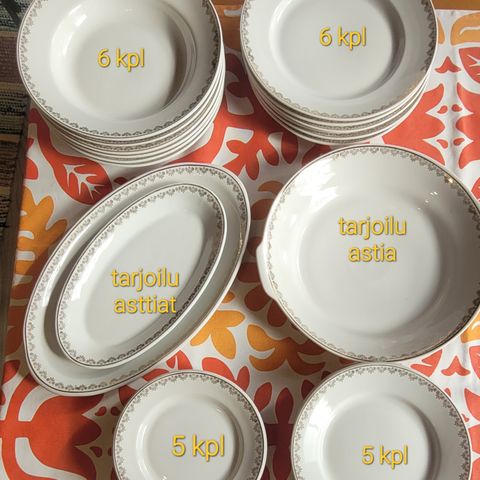 6 kpl
6 kpl
tarjoilu
asttiat
tarjoilu
astia
5 kpl
5 kpl